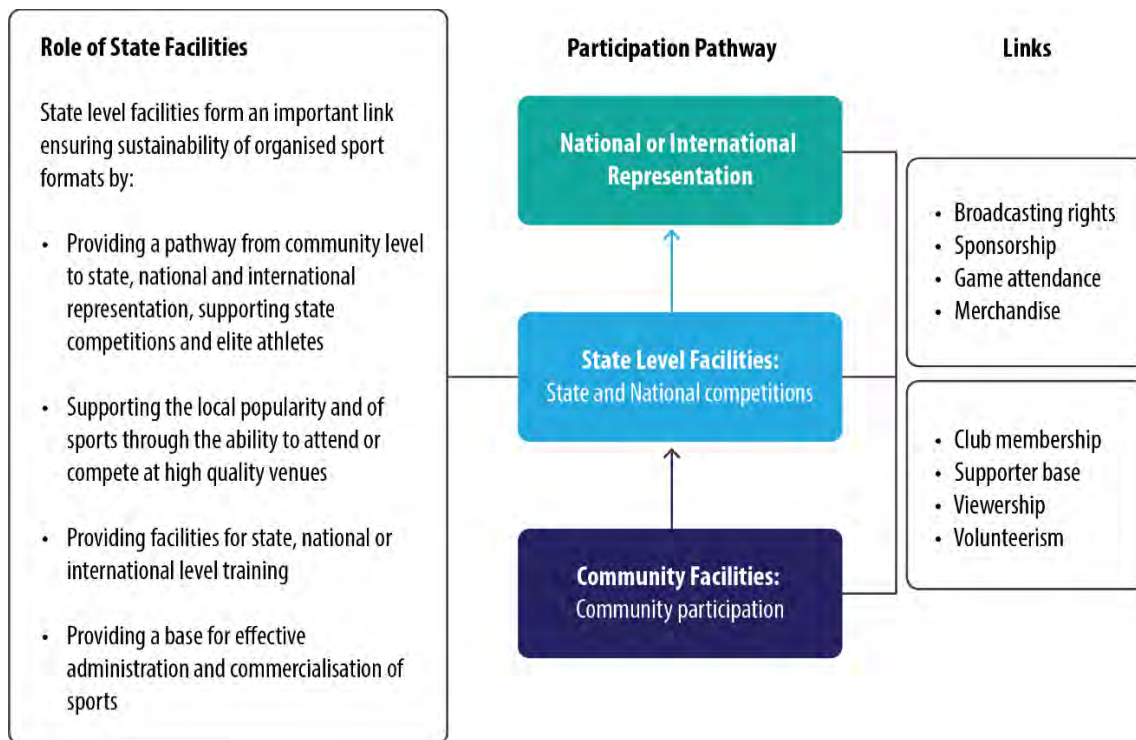 Role of State Facilities
State level facilities form an important link
ensuring sustainability of organised sport
formats by:
• Providing a pathway from community level
to state, national and international
representation, supporting state
competitions and elite athletes
• Supporting the local popularity and of
sports through the ability to attend or
compete at high quality venues
• Providing facilities for state, national or
international level training
• Providing a base for effective
administration and commercialisation of
sports
Participation Pathway
National or International
Representation
State Level Facilities:
State and National competitions
Community Facilities:
Community participation
Links
• Broadcasting rights
• Sponsorship
• Game attendance
• Merchandise
• Club membership
• Supporter base
• Viewership
• Volunteerism